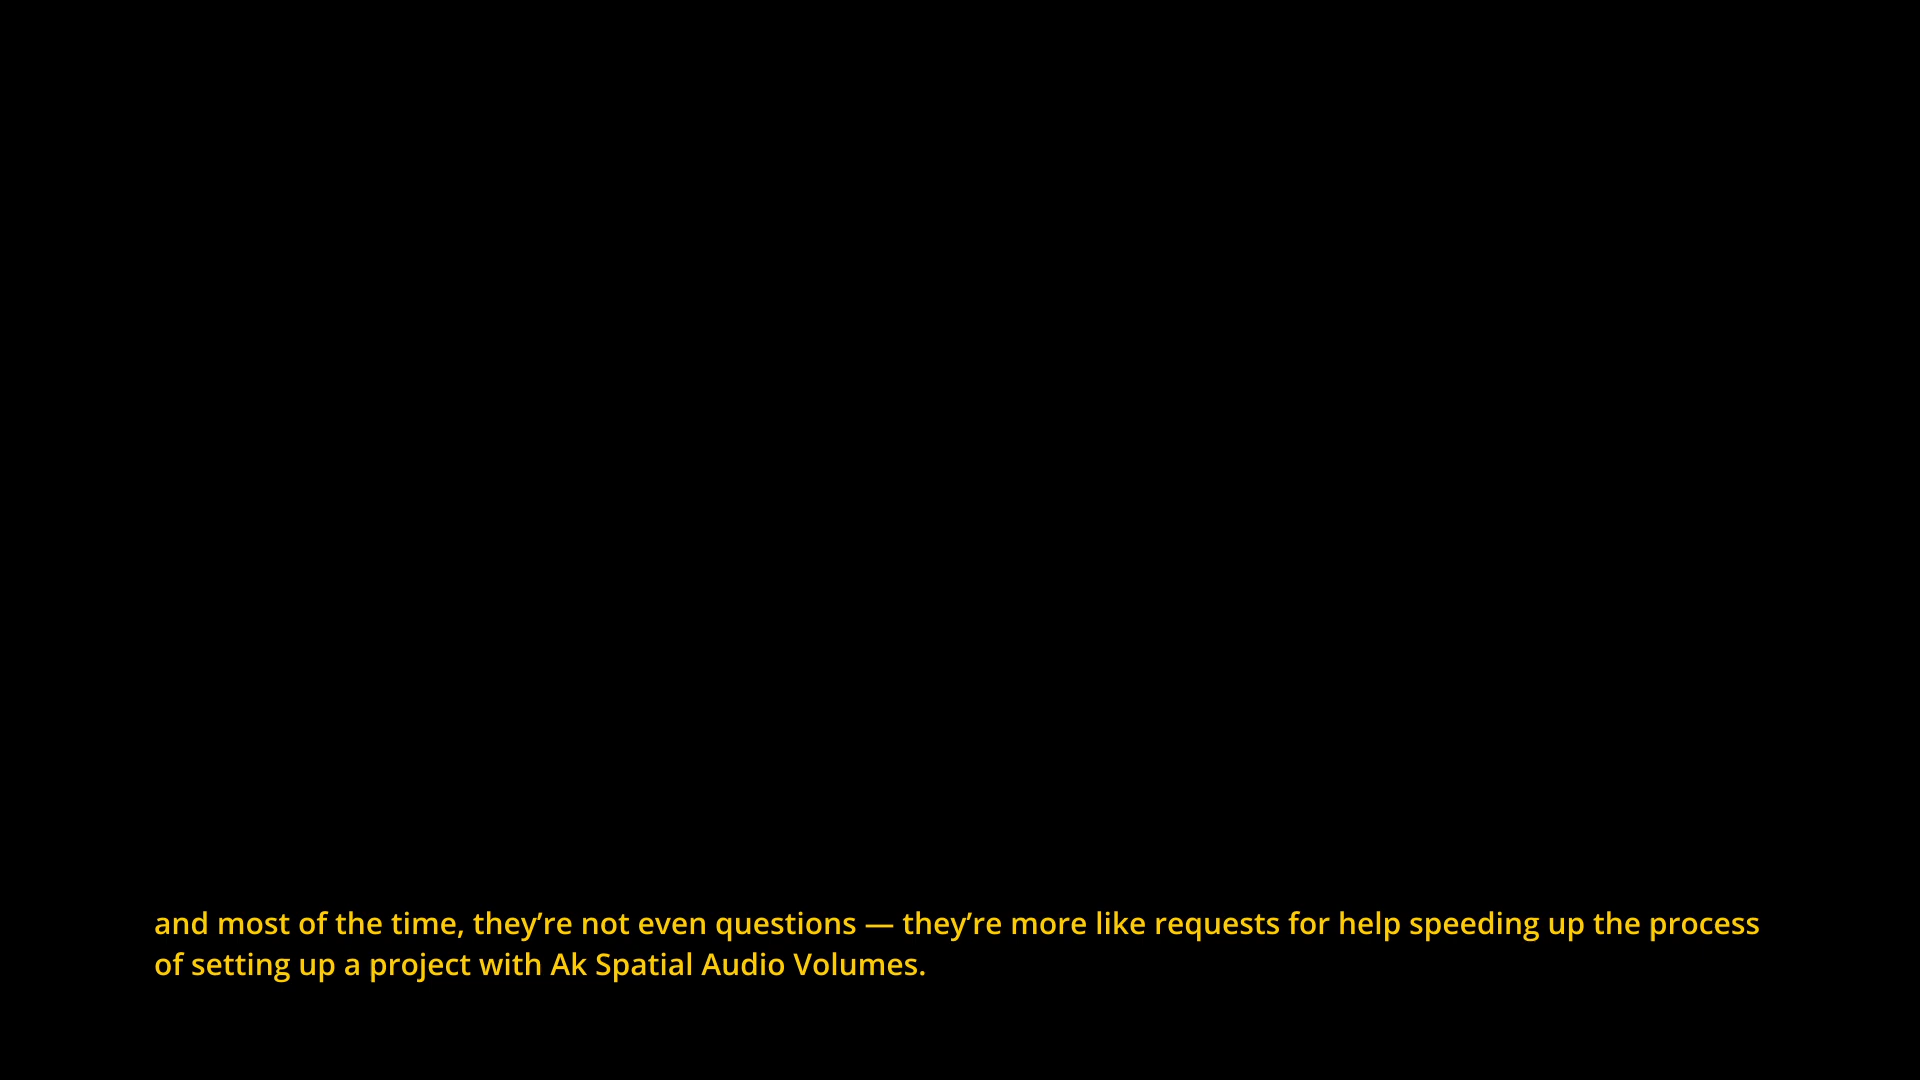 and most of the time, they’re not even questions — they’re more like requests for help speeding up the process
of setting up a project with Ak Spatial Audio Volumes.